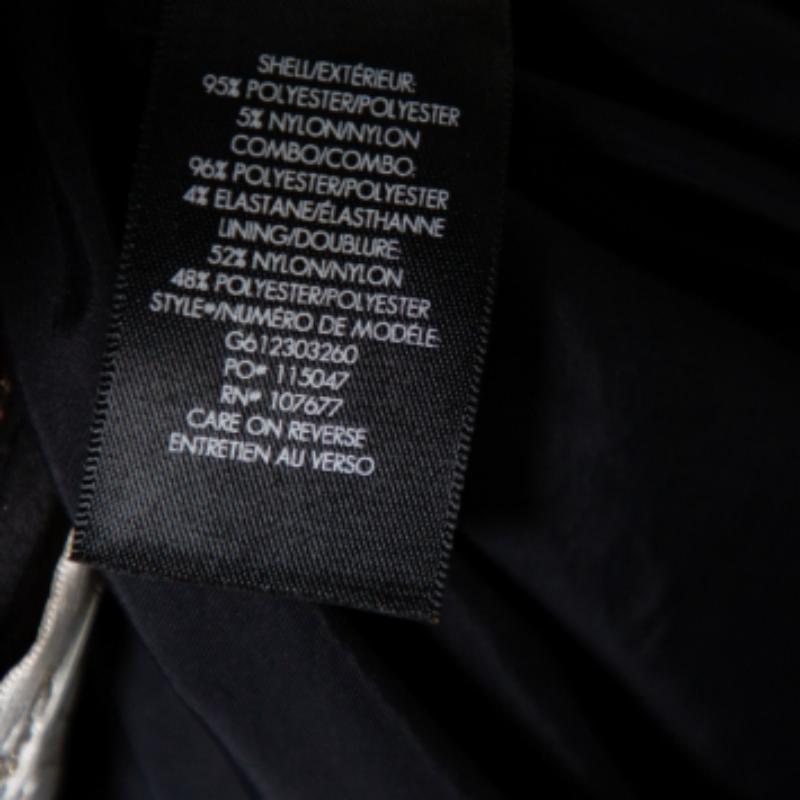 SHELL/EXTÉRIEUR:
95% POLYESTER/POLYESTER
5% NYLON/NYLON
COMBO/COMBO:
96% POLYESTER/POLYESTER
4% ELASTANE/ÉLASTHANNE
LINING/DOUBLURE:
52% NYLON/NYLON
48% POLYESTER/POLYESTER
STYLE#/NUMÉRO DE MODÈLE:
G612303260
PO# 115047
RN# 107677
CARE ON REVERSE
ENTRETIEN AU VERSO